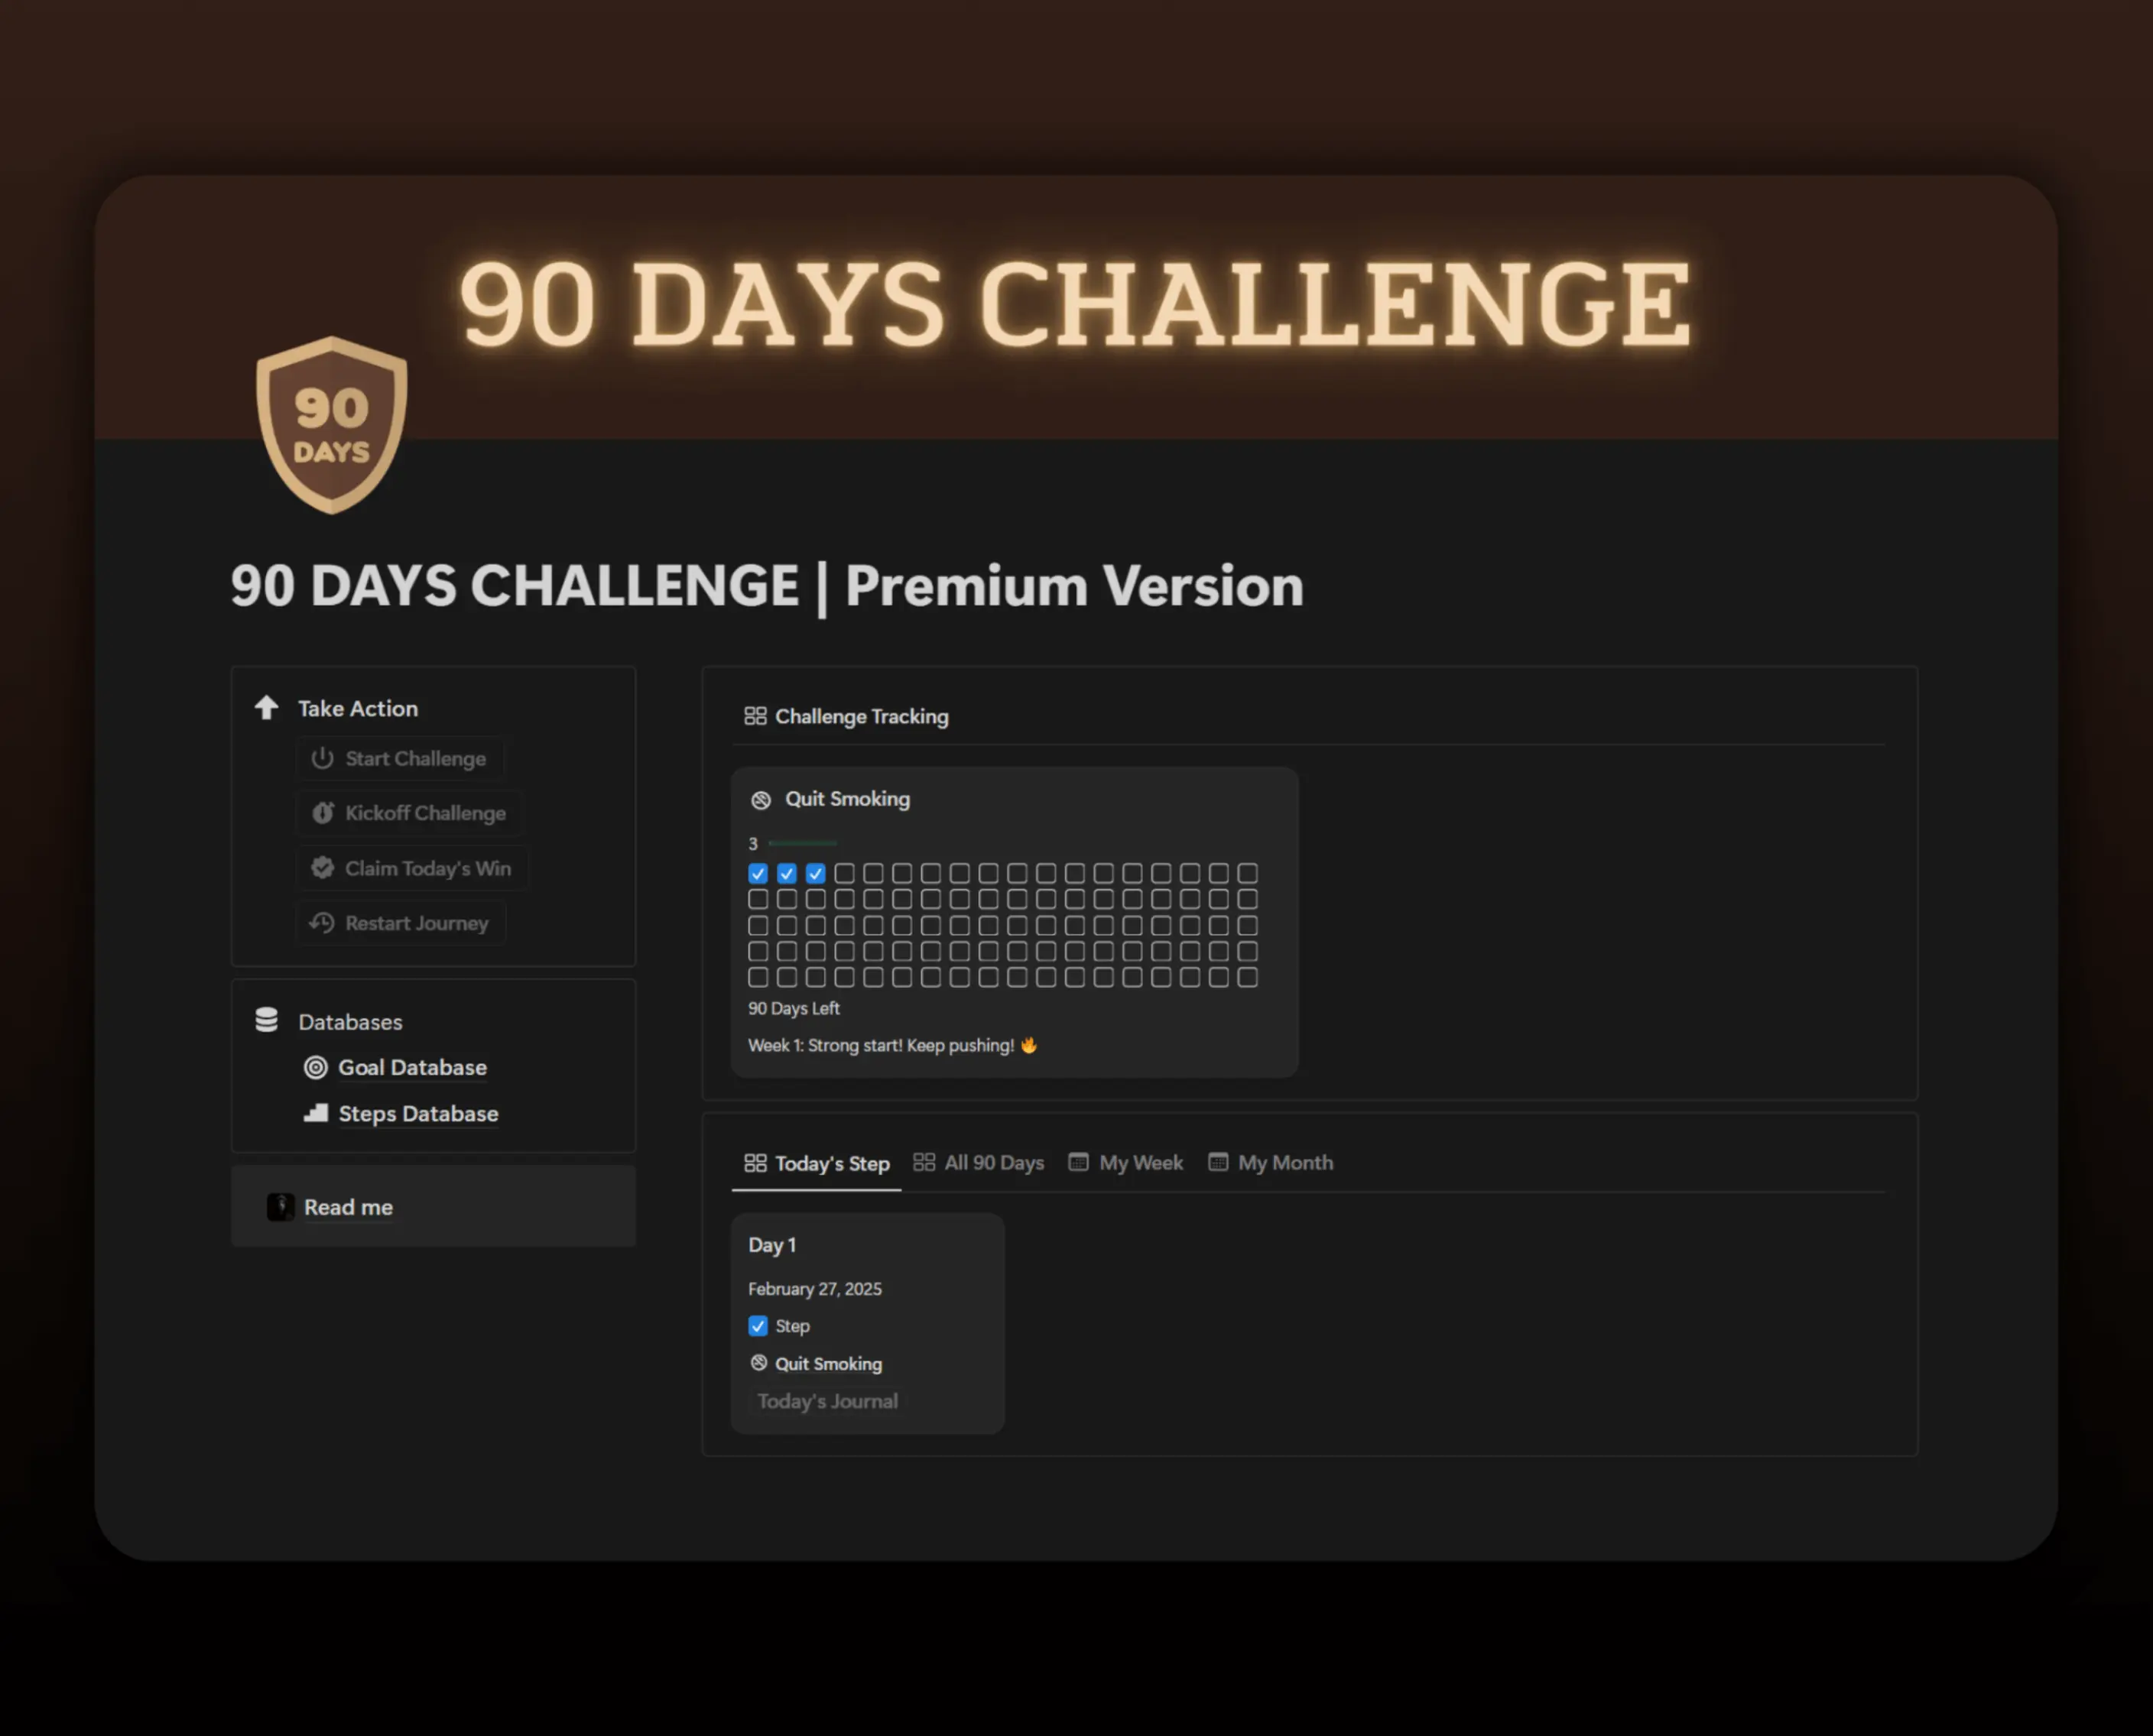 90 DAYS CHALLENGE
90
DAYS
90 DAYS CHALLENGE | Premium Version
Take Action
Start Challenge
Kickoff Challenge
Claim Today's Win
Restart Journey
Databases
Goal Database
Steps Database
Read me
Challenge Tracking
Quit Smoking
3
90 Days Left
Week 1: Strong start! Keep pushing! 🔥
Today's Step All 90 Days My Week My Month
Day 1
February 27, 2025
Step
Quit Smoking
Today's Journal